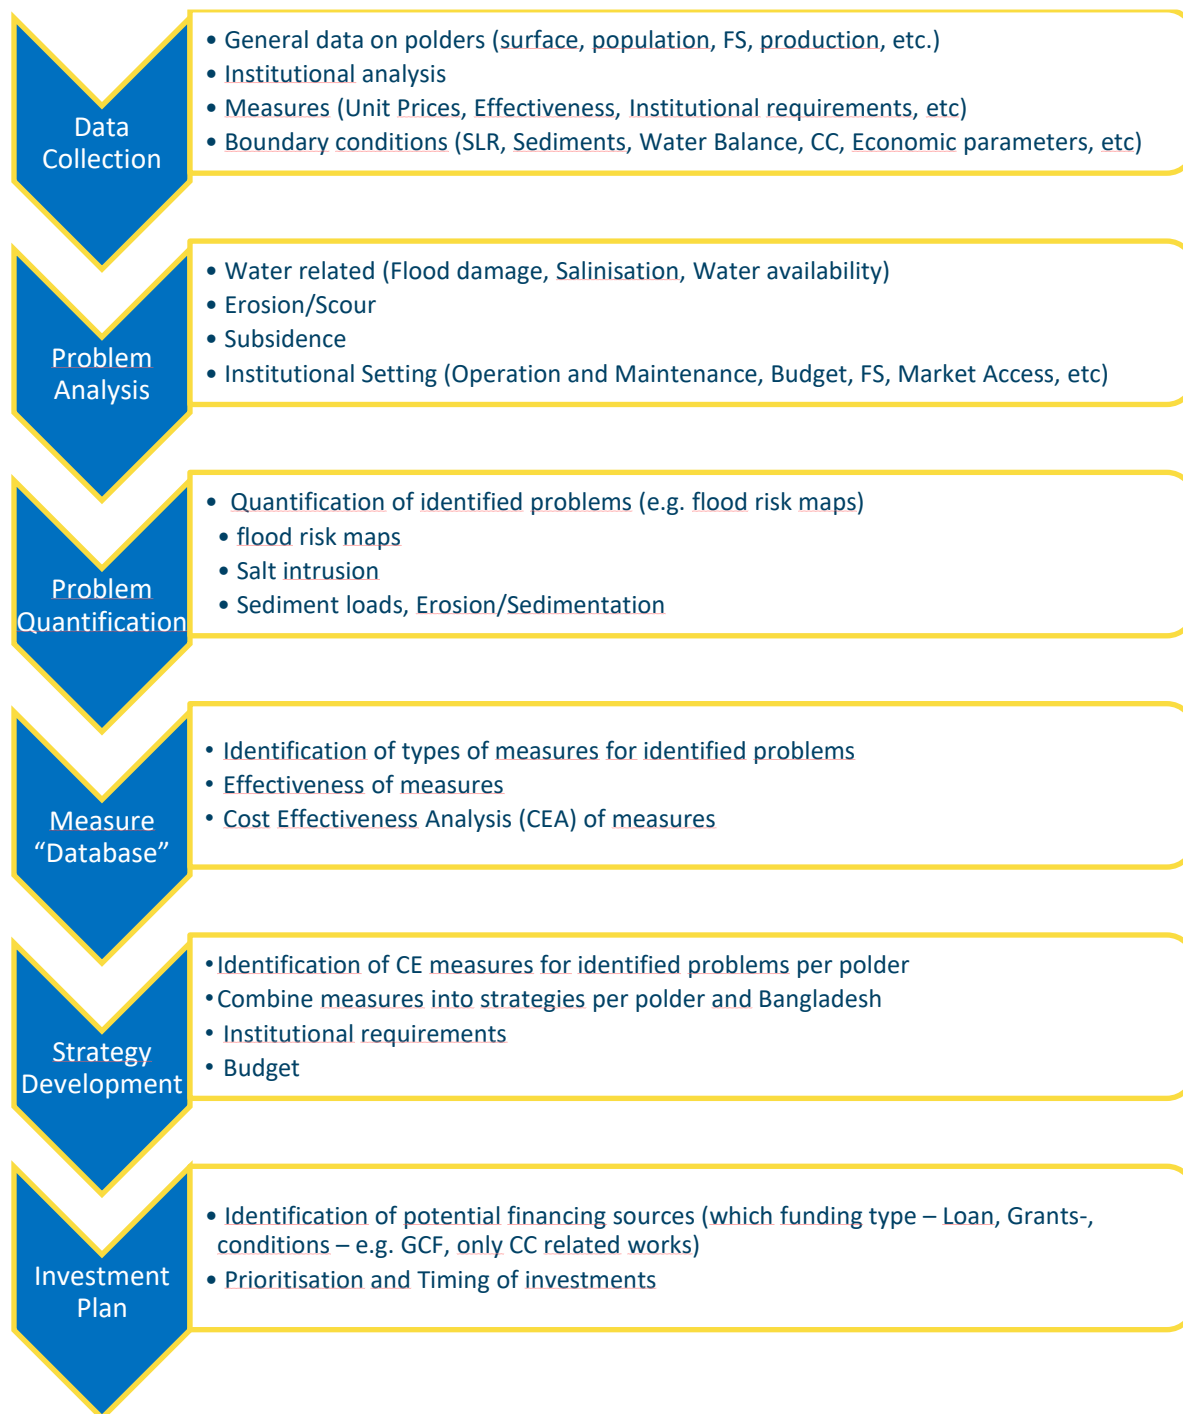 Data
Collection
• General data on polders (surface, population, FS, production, etc.)
• Institutional analysis
• Measures (Unit Prices, Effectiveness, Institutional requirements, etc)
• Boundary conditions (SLR, Sediments, Water Balance, CC, Economic parameters, etc)
Problem
Analysis
• Water related (Flood damage, Salinisation, Water availability)
• Erosion/Scour
• Subsidence
• Institutional Setting (Operation and Maintenance, Budget, FS, Market Access, etc)
Problem
Quantification
• Quantification of identified problems (e.g. flood risk maps)
• flood risk maps
• Salt intrusion
• Sediment loads, Erosion/Sedimentation
Measure
“Database”
• Identification of types of measures for identified problems
• Effectiveness of measures
• Cost Effectiveness Analysis (CEA) of measures
Strategy
Development
• Identification of CE measures for identified problems per polder
• Combine measures into strategies per polder and Bangladesh
• Institutional requirements
• Budget
Investment
Plan
• Identification of potential financing sources (which funding type – Loan, Grants-,
conditions – e.g. GCF, only CC related works)
• Prioritisation and Timing of investments